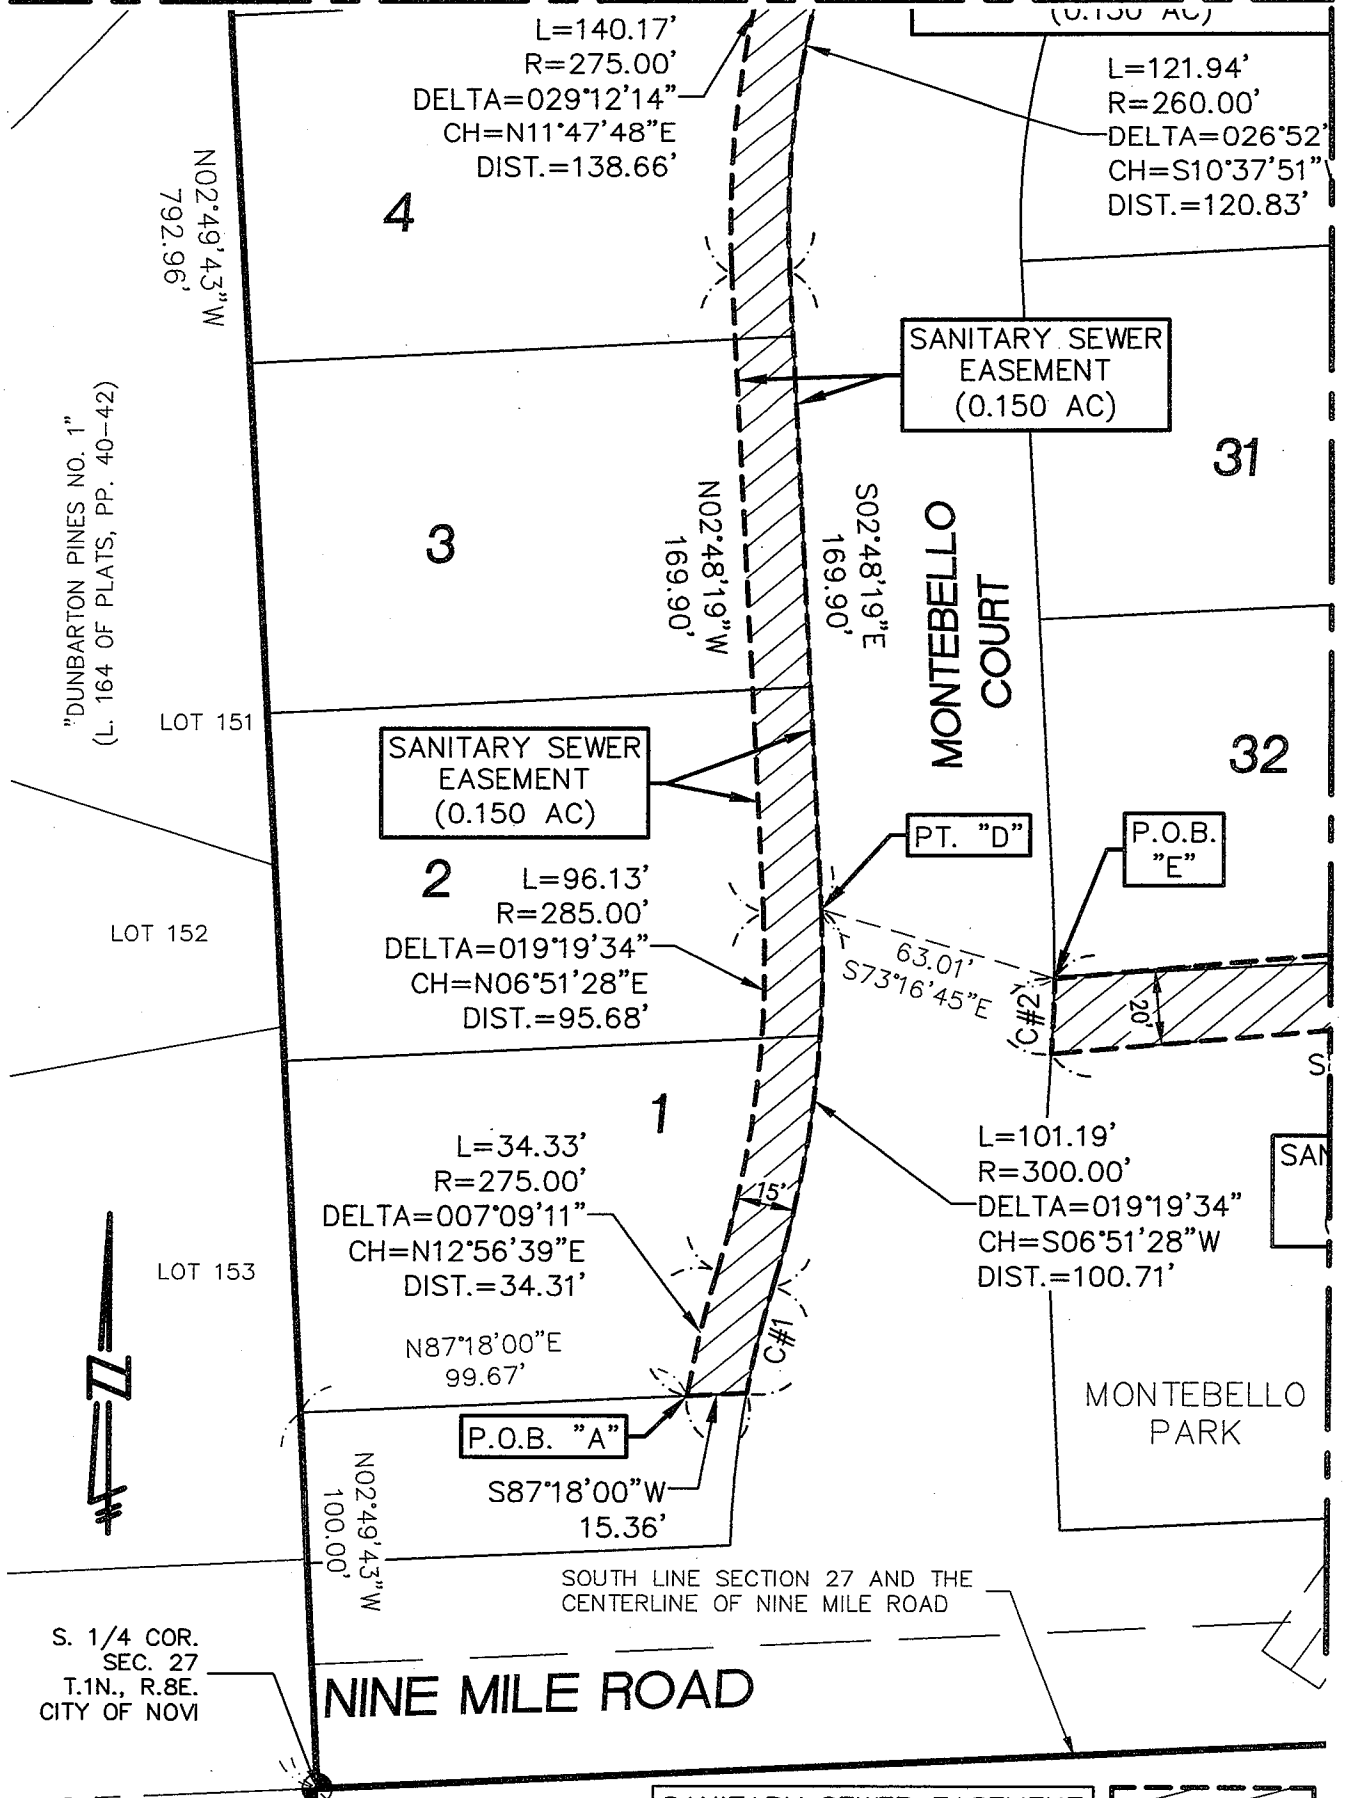 L=140.17'
R=275.00'
DELTA=029°12'14"
CH=N11°47'48"E
DIST.=138.66'
(0.150 AC)
L=121.94'
R=260.00'
DELTA=026°52'
CH=S10°37'51"
DIST.=120.83'
N02°49'43"W
792.96'
4
SANITARY SEWER
EASEMENT
(0.150 AC)
31
"DUNBARTON PINES NO. 1"
(L. 164 OF PLATS, PP. 40-42)
3
N02°48'19"W
169.90'
S02°48'19"E
169.90'
MONTEBELLO
COURT
LOT 151
SANITARY SEWER
EASEMENT
(0.150 AC)
32
PT. "D"
P.O.B.
"E"
2
L=96.13'
R=285.00'
DELTA=019°19'34"
CH=N06°51'28"E
DIST.=95.68'
LOT 152
63.01'
S73°16'45"E
C#2
20'
S
1
L=34.33'
R=275.00'
DELTA=007°09'11"
CH=N12°56'39"E
DIST.=34.31'
15'
L=101.19'
R=300.00'
DELTA=019°19'34"
CH=S06°51'28"W
DIST.=100.71'
SAN
LOT 153
N87°18'00"E
99.67'
C#1
P.O.B. "A"
MONTEBELLO
PARK
S87°18'00"W
15.36'
N02°49'43"W
100.00'
SOUTH LINE SECTION 27 AND THE
CENTERLINE OF NINE MILE ROAD
S. 1/4 COR.
SEC. 27
T.1N., R.8E.
CITY OF NOVI
NINE MILE ROAD
SANITARY SEWER EASEMENT